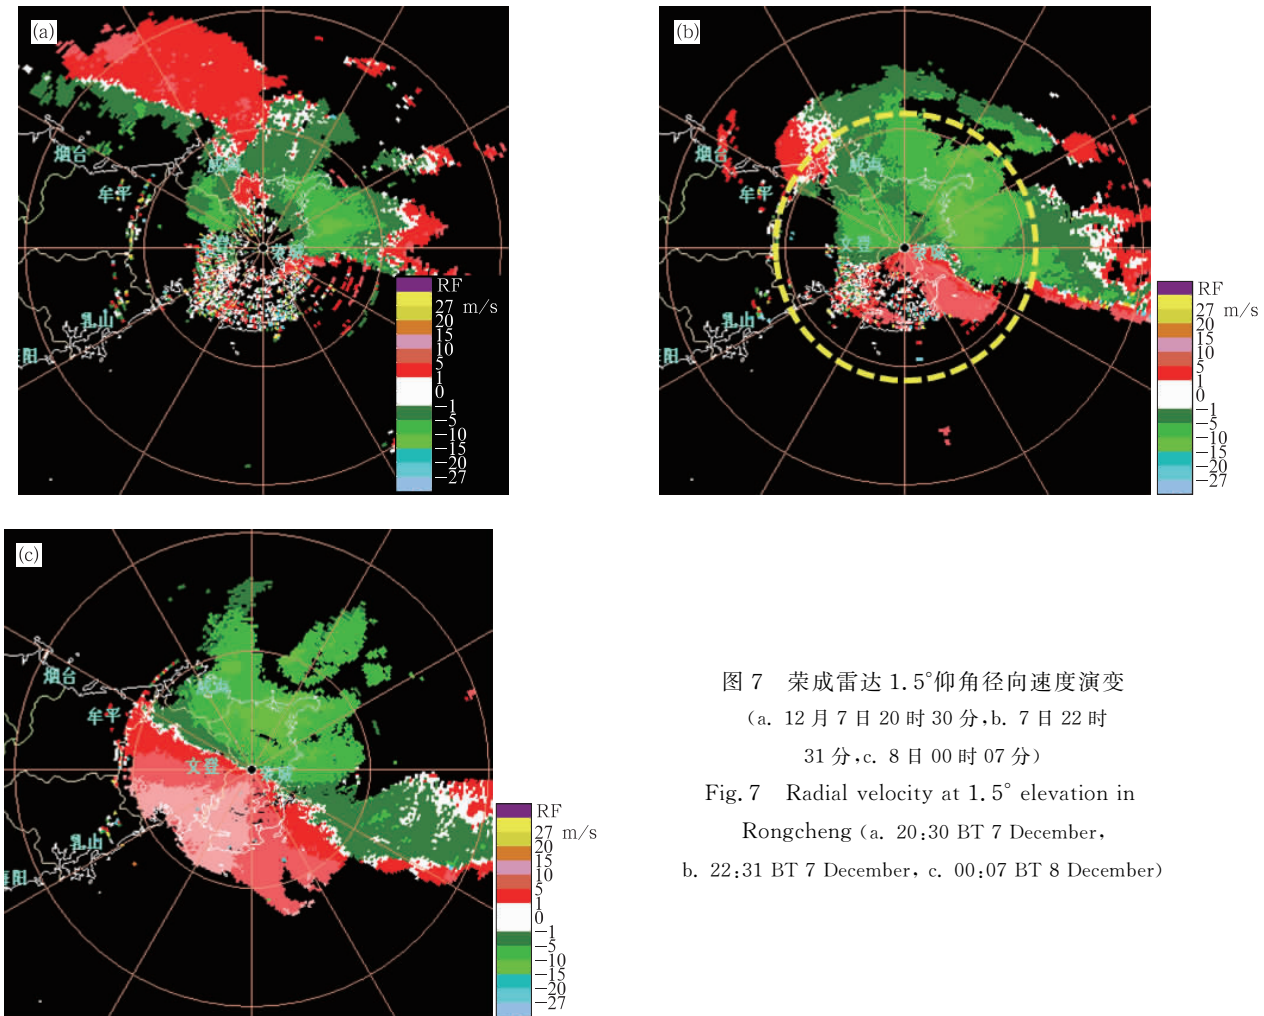 (a)
烟台
威海
牟平
文登
荣成
乳山
阳
RF
27 m/s
20
15
10
5
1
0
−1
−5
−10
−15
−20
−27
(b)
烟台
威海
牟平
文登
荣成
乳山
阳
RF
27 m/s
20
15
10
5
1
0
−1
−5
−10
−15
−20
−27
(c)
烟台
威海
牟平
文登
荣成
乳山
阳
RF
27 m/s
20
15
10
5
1
0
−1
−5
−10
−15
−20
−27
图 7 荣成雷达 1.5°仰角径向速度演变
(a. 12 月 7 日 20 时 30 分,b. 7 日 22 时
31 分,c. 8 日 00 时 07 分)
Fig.7 Radial velocity at 1.5° elevation in
Rongcheng (a. 20:30 BT 7 December,
b. 22:31 BT 7 December, c. 00:07 BT 8 December)